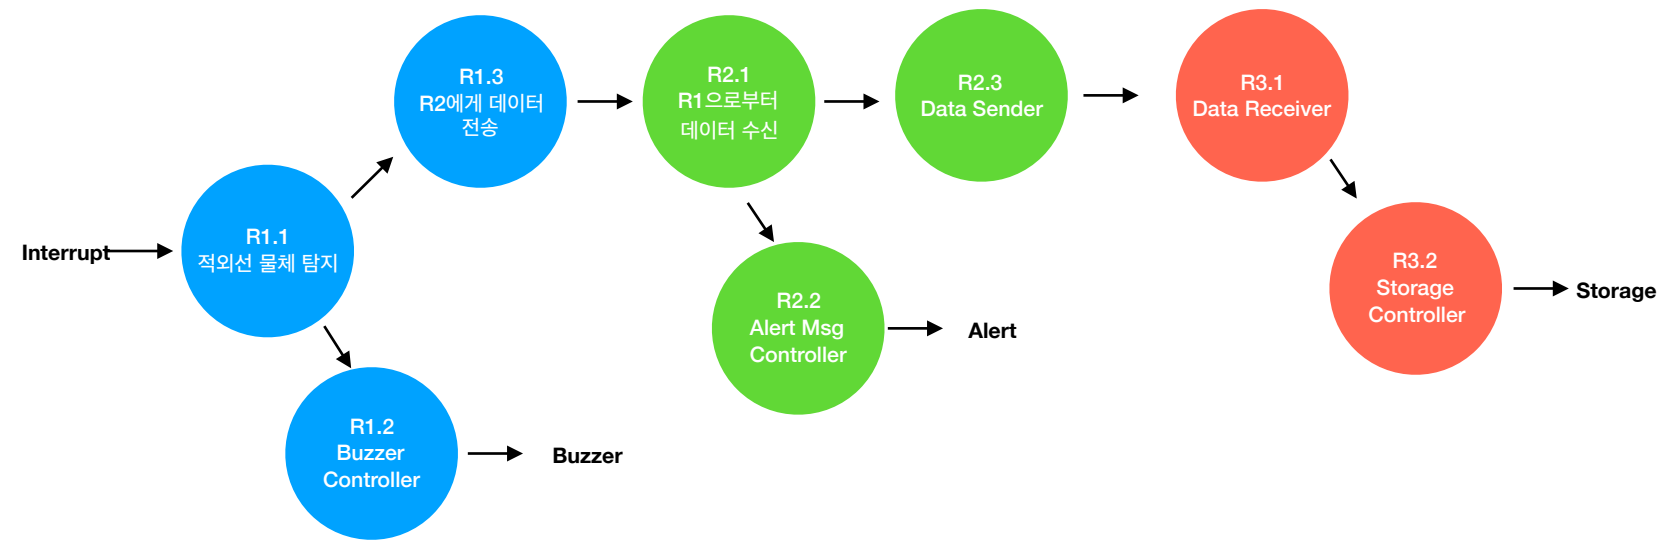 Interrupt
R1.1
적외선 물체 탐지
R1.2
Buzzer
Controller
Buzzer
R1.3
R2에게 데이터
전송
R2.1
R1으로부터
데이터 수신
R2.2
Alert Msg
Controller
Alert
R2.3
Data Sender
R3.1
Data Receiver
R3.2
Storage
Controller
Storage